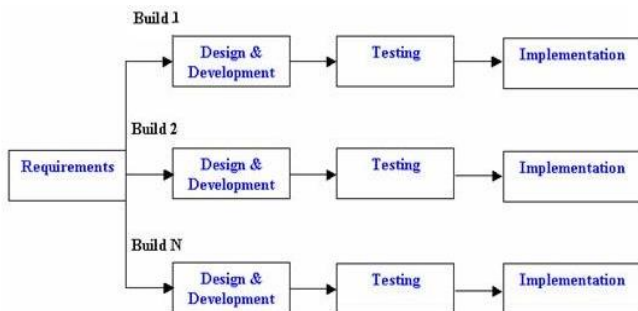 Build 1
Design &
Development
Testing
Implementation
Build 2
Requirements
Design &
Development
Testing
Implementation
Build N
Design &
Development
Testing
Implementation